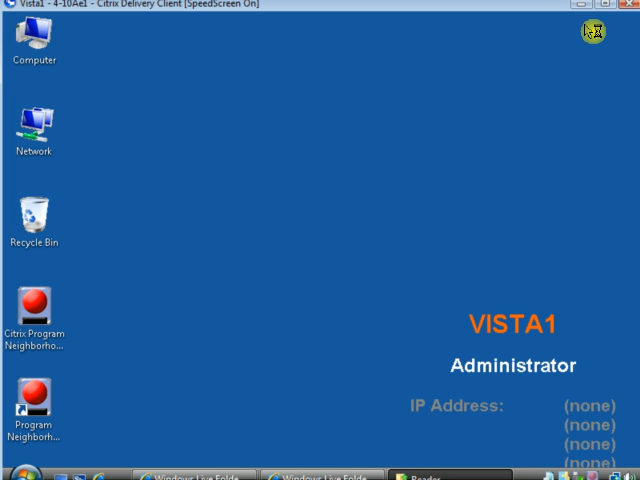 Vista1 - 4-10Ae1 - Citrix Delivery Client [SpeedScreen On]
Computer
Network
Recycle Bin
Citrix Program
Neighborho...
Program
Neighborh...
VISTA1
Administrator
IP Address: (none)
(none)
(none)
(none)
Windows Live Folde... Windows Live Folde... Reader